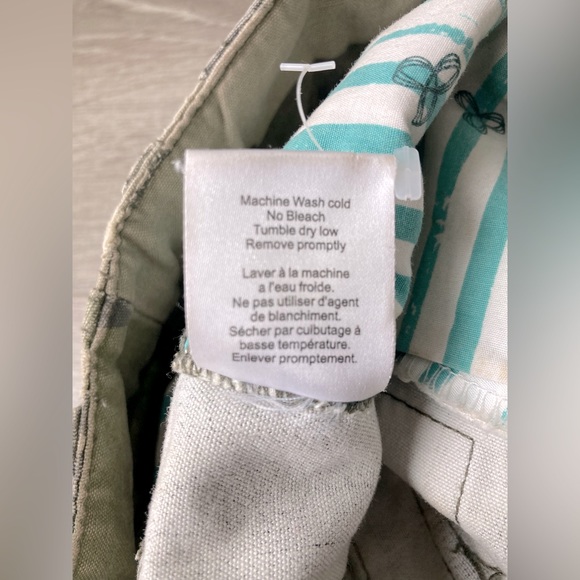 Machine Wash cold
No Bleach
Tumble dry low
Remove promptly
Laver à la machine
a l'eau froide.
Ne pas utiliser d'agent
de blanchiment.
Sécher par culbutage à
basse température.
Enlever promptement.